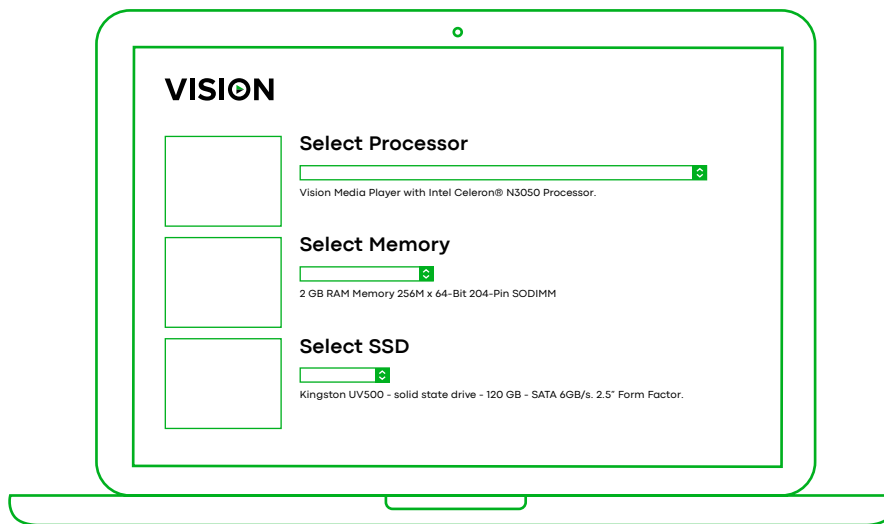 VISION
Select Processor
Vision Media Player with Intel Celeron® N3050 Processor.
Select Memory
2 GB RAM Memory 256M x 64-Bit 204-Pin SODIMM
Select SSD
Kingston UV500 - solid state drive - 120 GB - SATA 6GB/s. 2.5″ Form Factor.